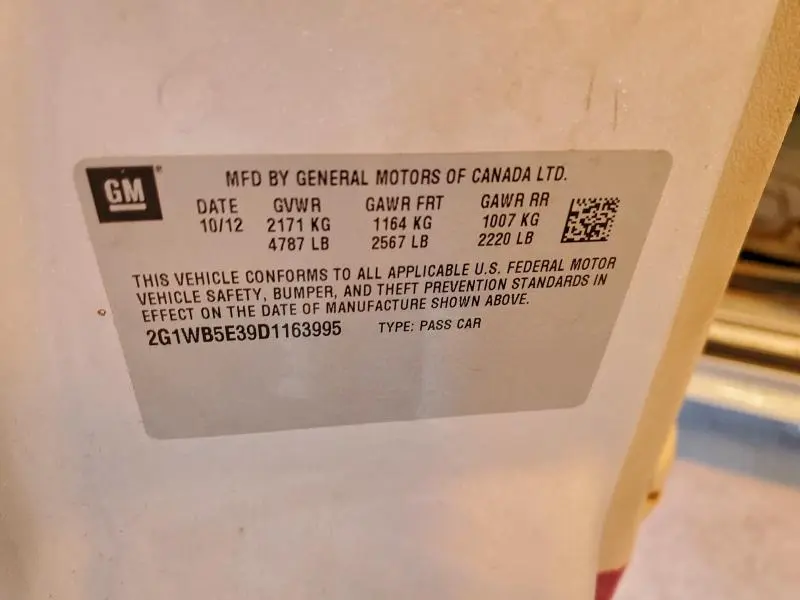 GM
MFD BY GENERAL MOTORS OF CANADA LTD.
DATE GVWR GAWR FRT GAWR RR
10/12 2171 KG 1164 KG 1007 KG
4787 LB 2567 LB 2220 LB
THIS VEHICLE CONFORMS TO ALL APPLICABLE U.S. FEDERAL MOTOR
VEHICLE SAFETY, BUMPER, AND THEFT PREVENTION STANDARDS IN
EFFECT ON THE DATE OF MANUFACTURE SHOWN ABOVE.
2G1WB5E39D1163995 TYPE: PASS CAR